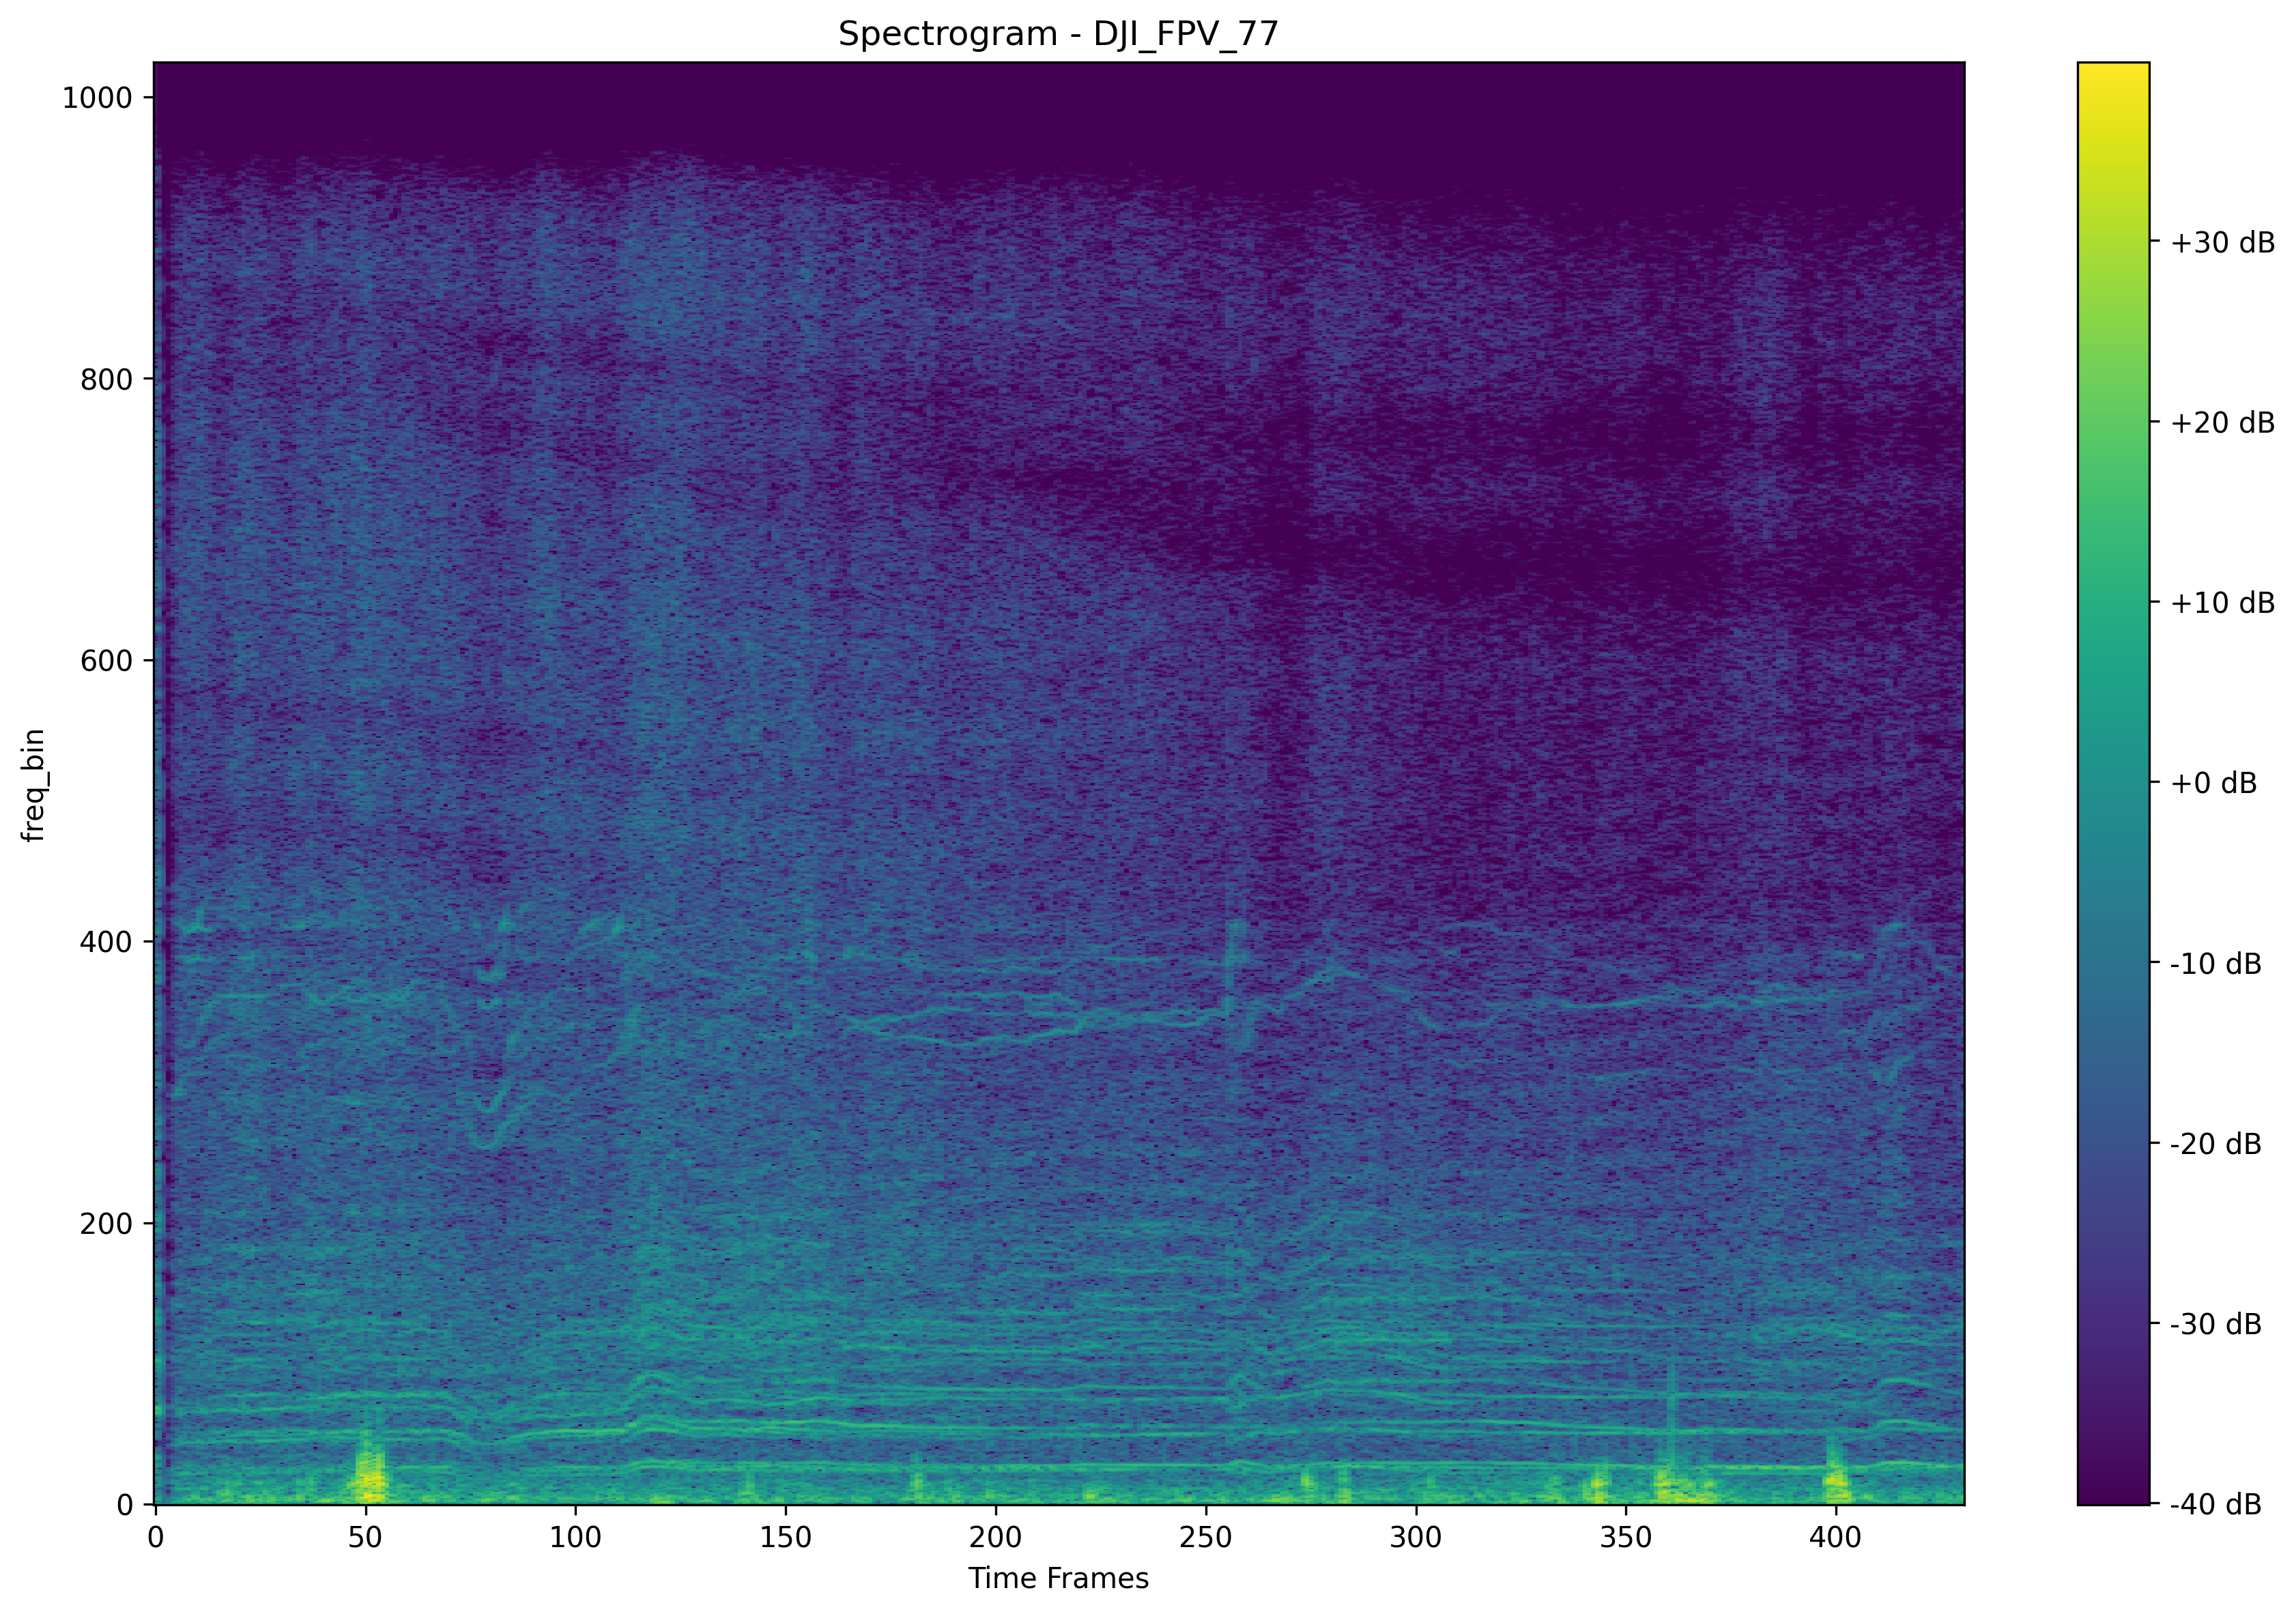 Spectrogram - DJI_FPV_77
freq_bin
1000
800
600
400
200
0
0 50 100 150 200 250 300 350 400
Time Frames
+30 dB
+20 dB
+10 dB
+0 dB
-10 dB
-20 dB
-30 dB
-40 dB